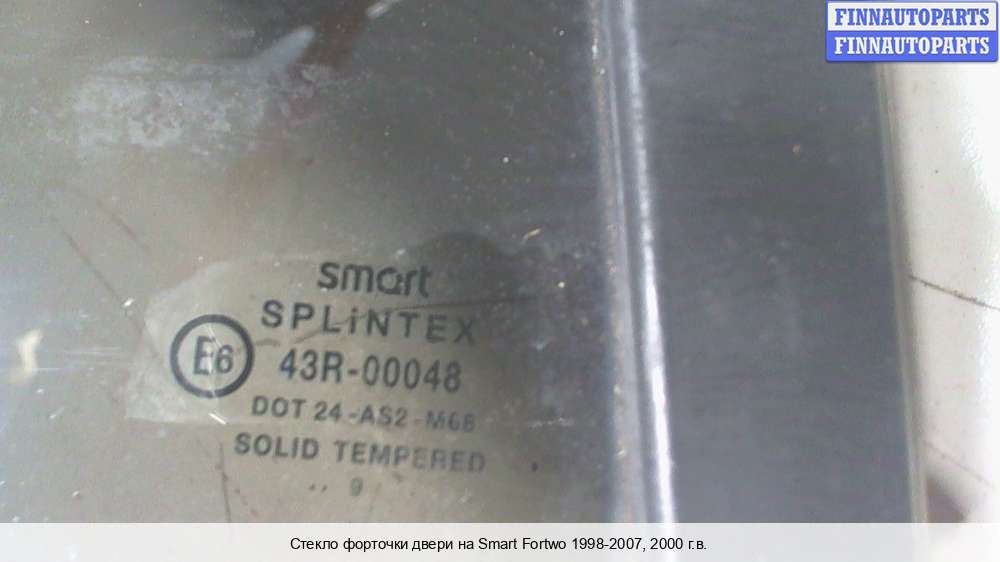 FINNAUTOPARTS
FINNAUTOPARTS
smart
SPLiNTEX
E6 43R-00048
DOT 24-AS2-M68
SOLID TEMPERED
.. 9
Стекло форточки двери на Smart Fortwo 1998-2007, 2000 г.в.